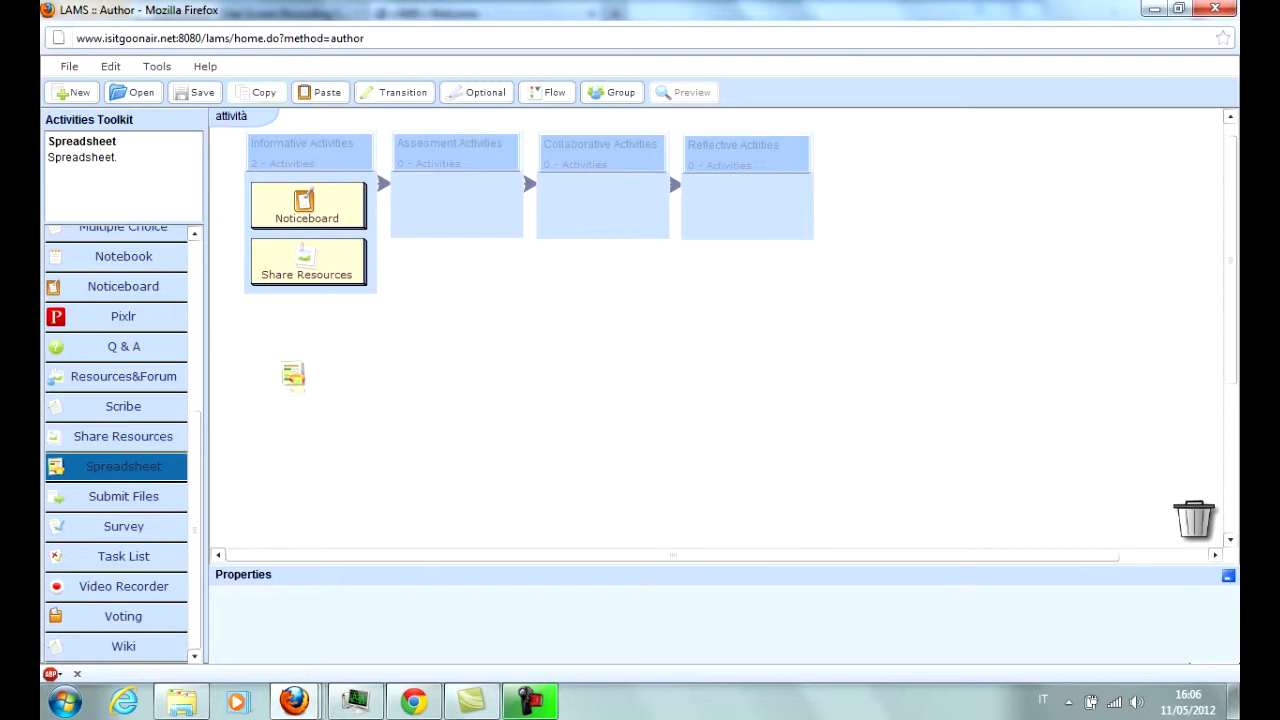 LAMS :: Author - Mozilla Firefox
www.isitgoonair.net:8080/lams/home.do?method=author
File Edit Tools Help
New Open Save Copy Paste Transition Optional Flow Group Preview
Activities Toolkit
Spreadsheet
Spreadsheet.
Multiple Choice
Notebook
Noticeboard
Pixlr
Q & A
Resources&Forum
Scribe
Share Resources
Spreadsheet
Submit Files
Survey
Task List
Video Recorder
Voting
Wiki
attività
Informative Activities
2 - Activities
Noticeboard
Share Resources
Assesment Activities
0 - Activities
Collaborative Activities
0 - Activities
Reflective Actiities
0 - Activities
Properties
ABP
IT
16:06
11/05/2012